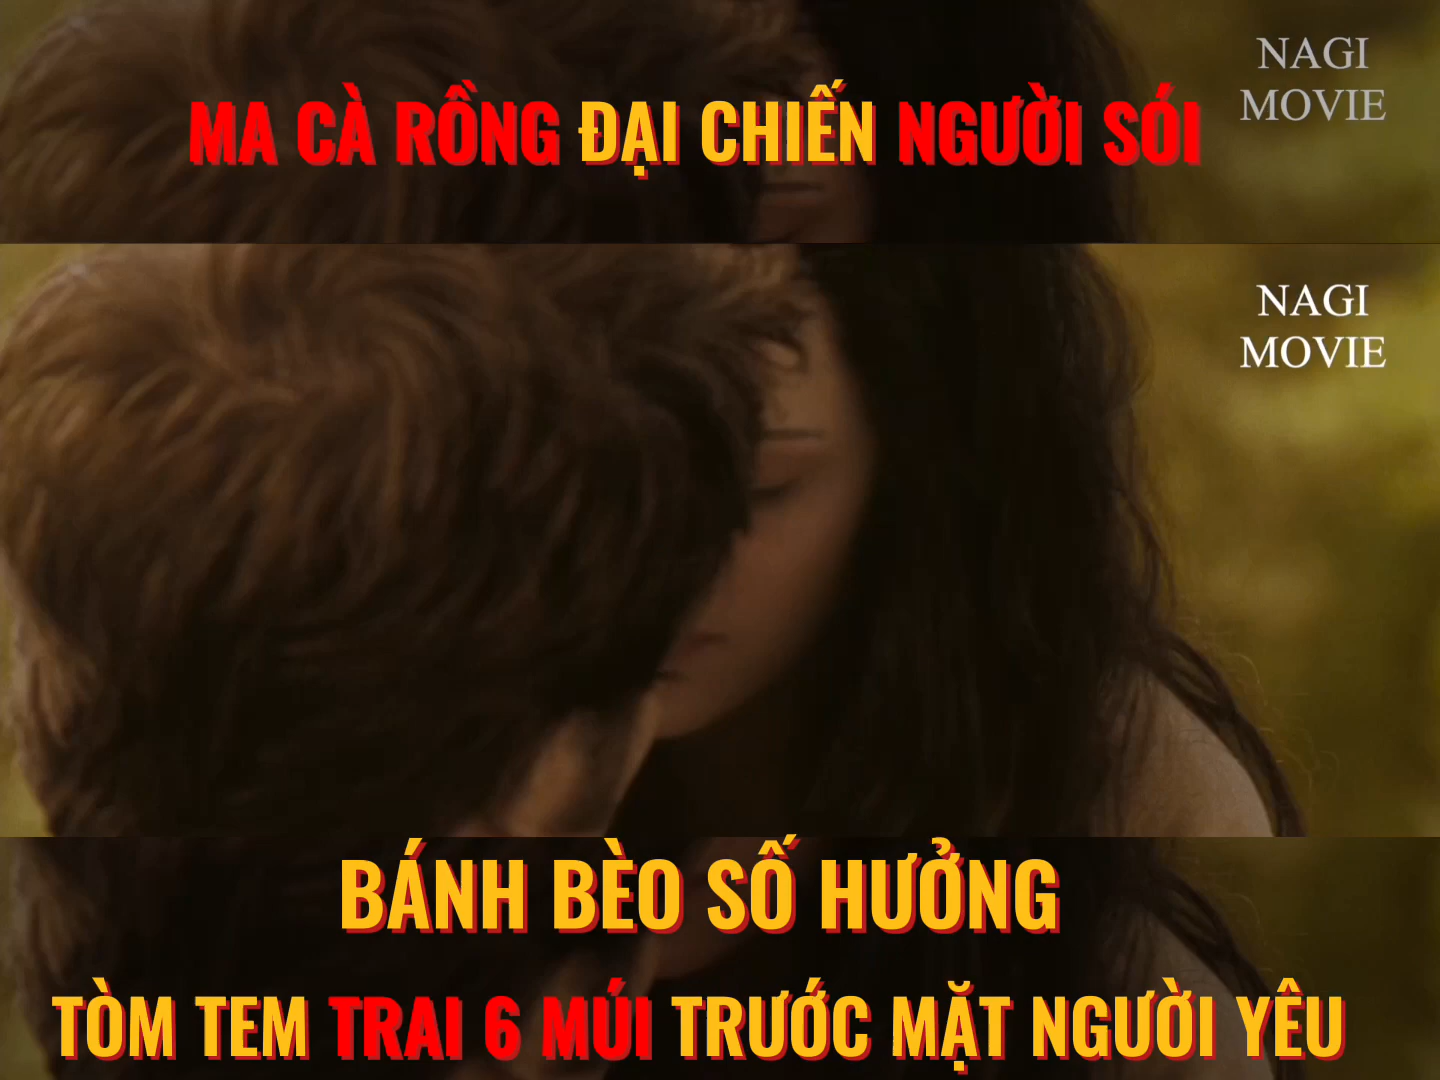 NAGI
MOVIE
MA CÀ RỒNG ĐẠI CHIẾN NGƯỜI SÓI
NAGI
MOVIE
BÁNH BÈO SỐ HƯỞNG
TÒM TEM TRAI 6 MÚI TRƯỚC MẶT NGƯỜI YÊU